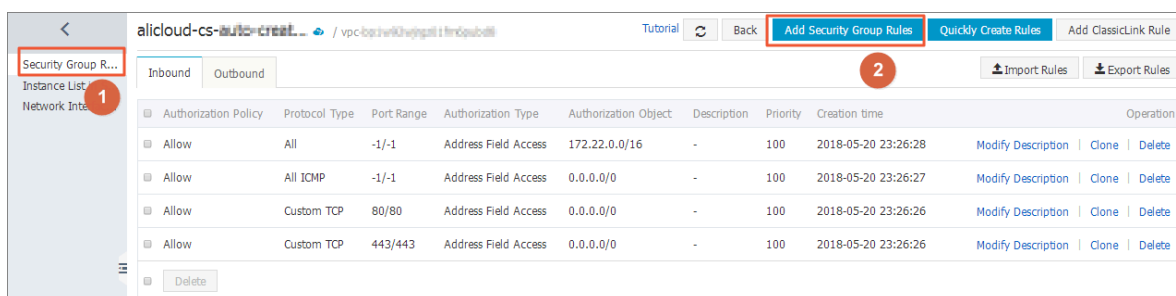 alicloud-cs-auto-creat... / vpc- Tutorial Back Add Security Group Rules Quickly Create Rules Add ClassicLink Rule
Security Group R...
Instance List
Network Inte
1
2
Inbound Outbound Import Rules Export Rules
Authorization Policy Protocol Type Port Range Authorization Type Authorization Object Description Priority Creation time Operation
Allow All -1/-1 Address Field Access 172.22.0.0/16 - 100 2018-05-20 23:26:28 Modify Description | Clone | Delete
Allow All ICMP -1/-1 Address Field Access 0.0.0.0/0 - 100 2018-05-20 23:26:27 Modify Description | Clone | Delete
Allow Custom TCP 80/80 Address Field Access 0.0.0.0/0 - 100 2018-05-20 23:26:26 Modify Description | Clone | Delete
Allow Custom TCP 443/443 Address Field Access 0.0.0.0/0 - 100 2018-05-20 23:26:26 Modify Description | Clone | Delete
Delete